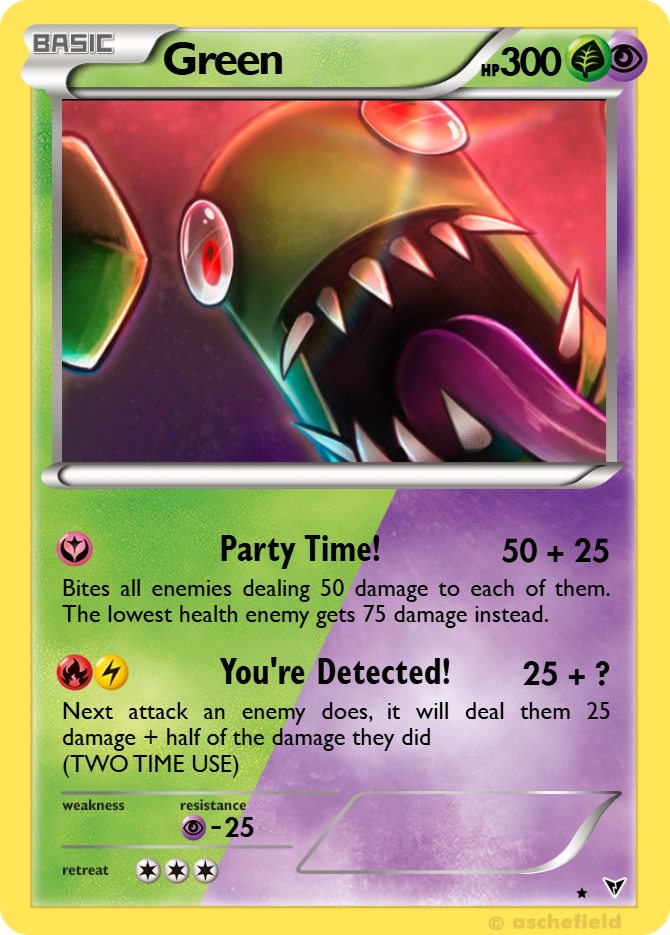 BASIC
Green
HP300
Party Time!
50 + 25
Bites all enemies dealing 50 damage to each of them.
The lowest health enemy gets 75 damage instead.
You're Detected!
25 + ?
Next attack an enemy does, it will deal them 25
damage + half of the damage they did
(TWO TIME USE)
weakness
resistance
-25
retreat
© aschefield